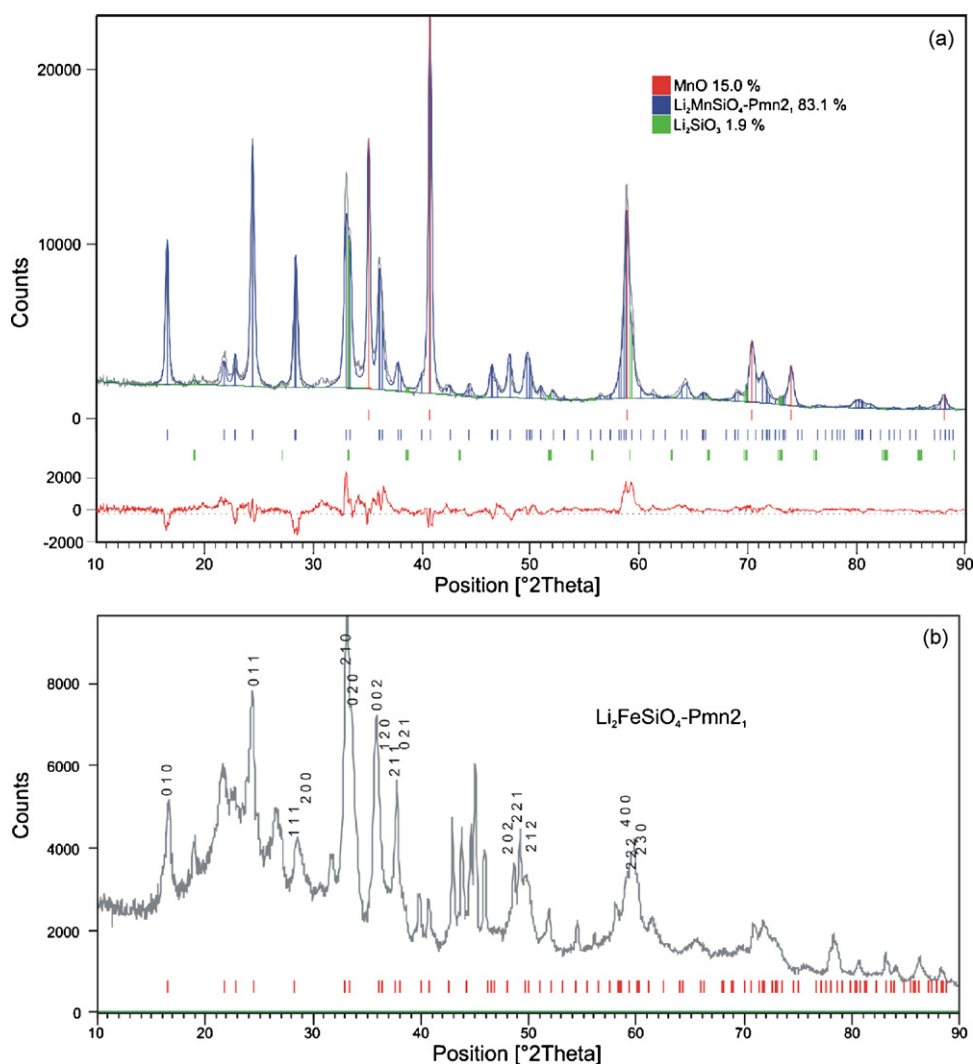 (a)
20000
10000
0
2000
0
-2000
Counts
MnO 15.0 %
Li₂MnSiO₄-Pmn2₁ 83.1 %
Li₂SiO₃ 1.9 %
10 20 30 40 50 60 70 80 90
Position [°2Theta]
(b)
8000
6000
4000
2000
0
Counts
0 1 0
0 1 1
1 1 1
2 0 0
2 1 0
0 2 0
0 0 2
1 2 0
2 1 1
0 2 1
2 0 2
2 2 1
2 1 2
4 0 0
2 2 2
2 3 0
Li₂FeSiO₄-Pmn2₁
10 20 30 40 50 60 70 80 90
Position [°2Theta]